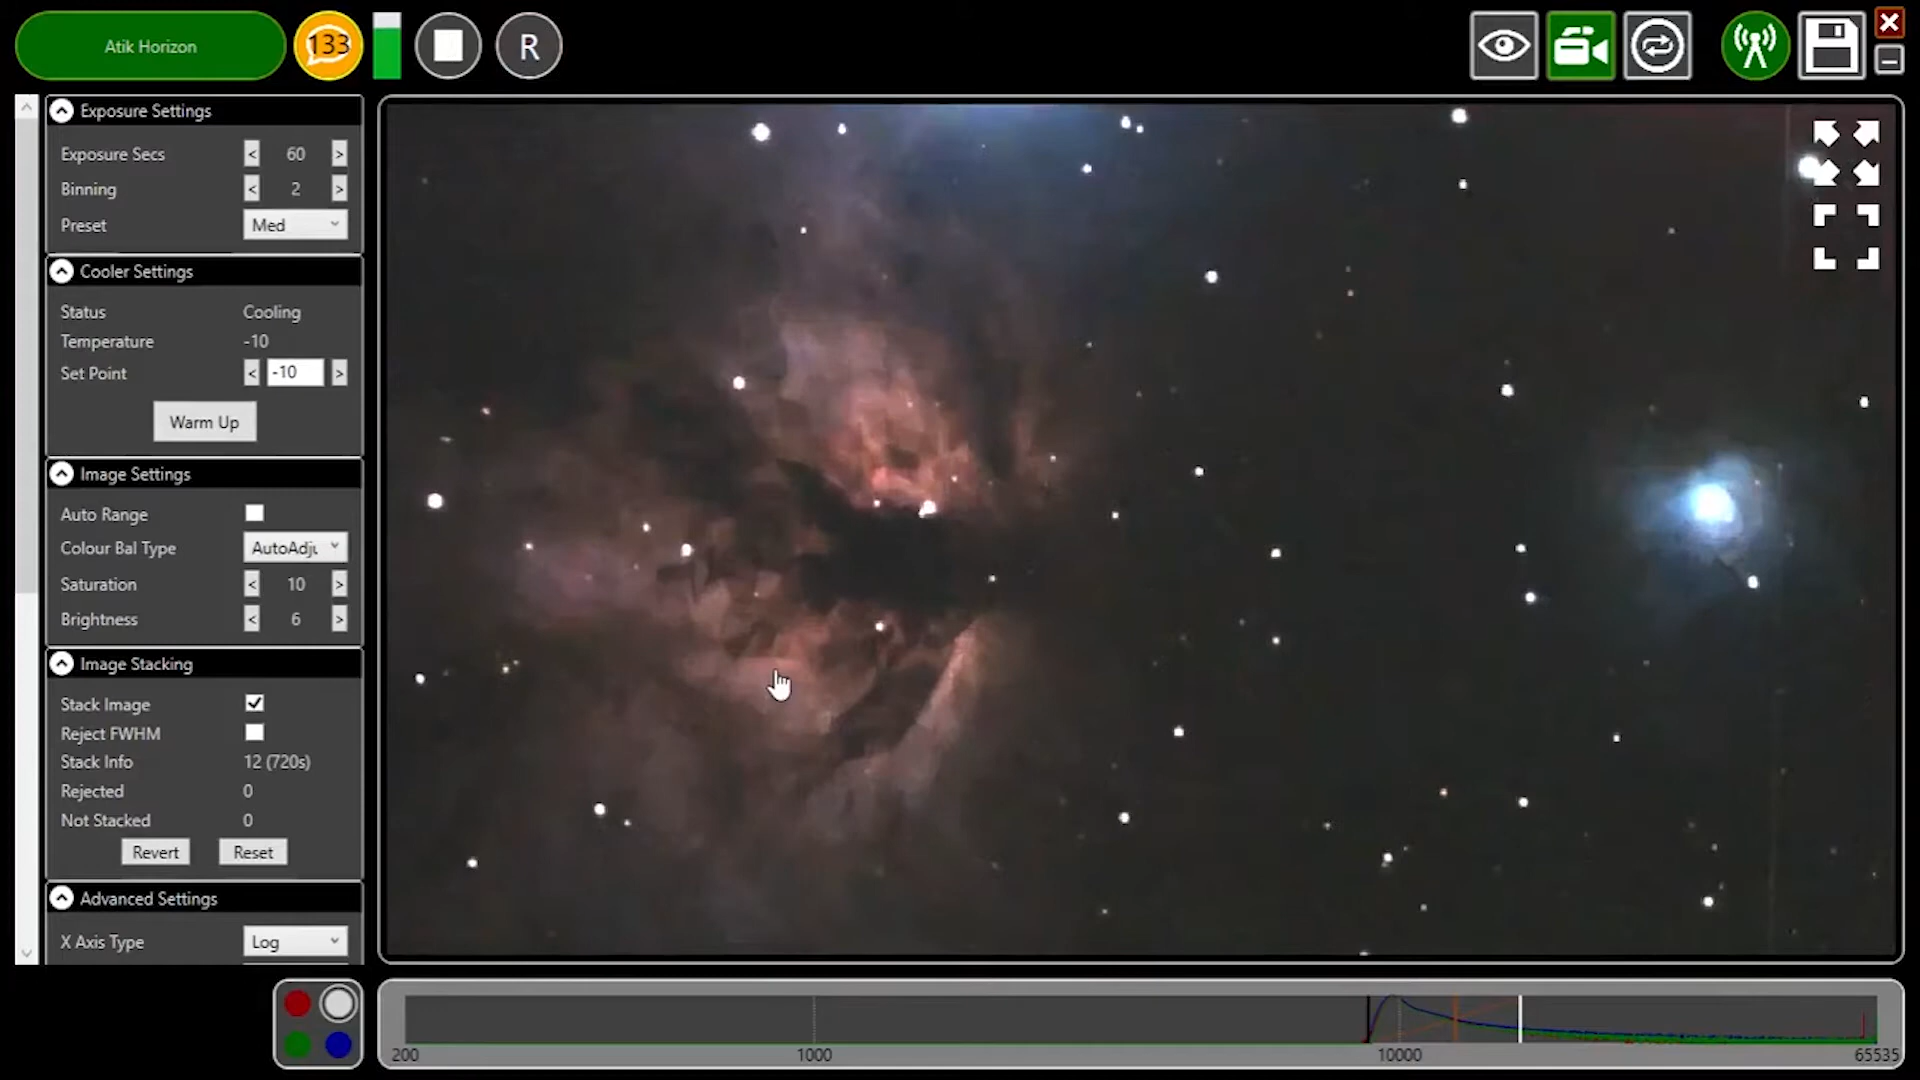 Atik Horizon
133
R
Exposure Settings
Exposure Secs < 60 >
Binning < 2 >
Preset Med
Cooler Settings
Status Cooling
Temperature -10
Set Point < -10 >
Warm Up
Image Settings
Auto Range
Colour Bal Type AutoAdju
Saturation < 10 >
Brightness < 6 >
Image Stacking
Stack Image
Reject FWHM
Stack Info 12 (720s)
Rejected 0
Not Stacked 0
Revert Reset
Advanced Settings
X Axis Type Log
200 1000 10000 65535